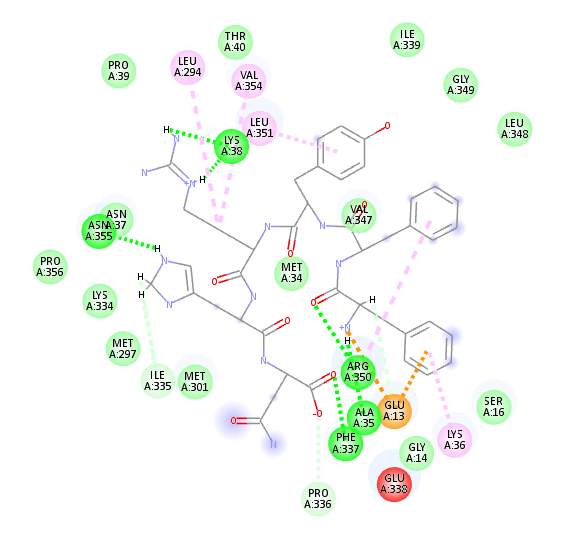 THR
A:40
ILE
A:339
PRO
A:39
LEU
A:294
VAL
A:354
GLY
A:349
LEU
A:351
LEU
A:348
LYS
A:38
H
N
N
N+
H
O
ASN
A:37
ASN
A:355
VAL
A:347
O
N
N
O
H
N
PRO
A:356
O
N
MET
A:34
N
O
H
H
N
N
O
H
N+
H
LYS
A:334
MET
A:297
O
N
ILE
A:335
MET
A:301
ARG
A:350
O
O-
GLU
A:13
ALA
A:35
SER
A:16
O
N
PHE
A:337
LYS
A:36
GLY
A:14
GLU
A:338
PRO
A:336